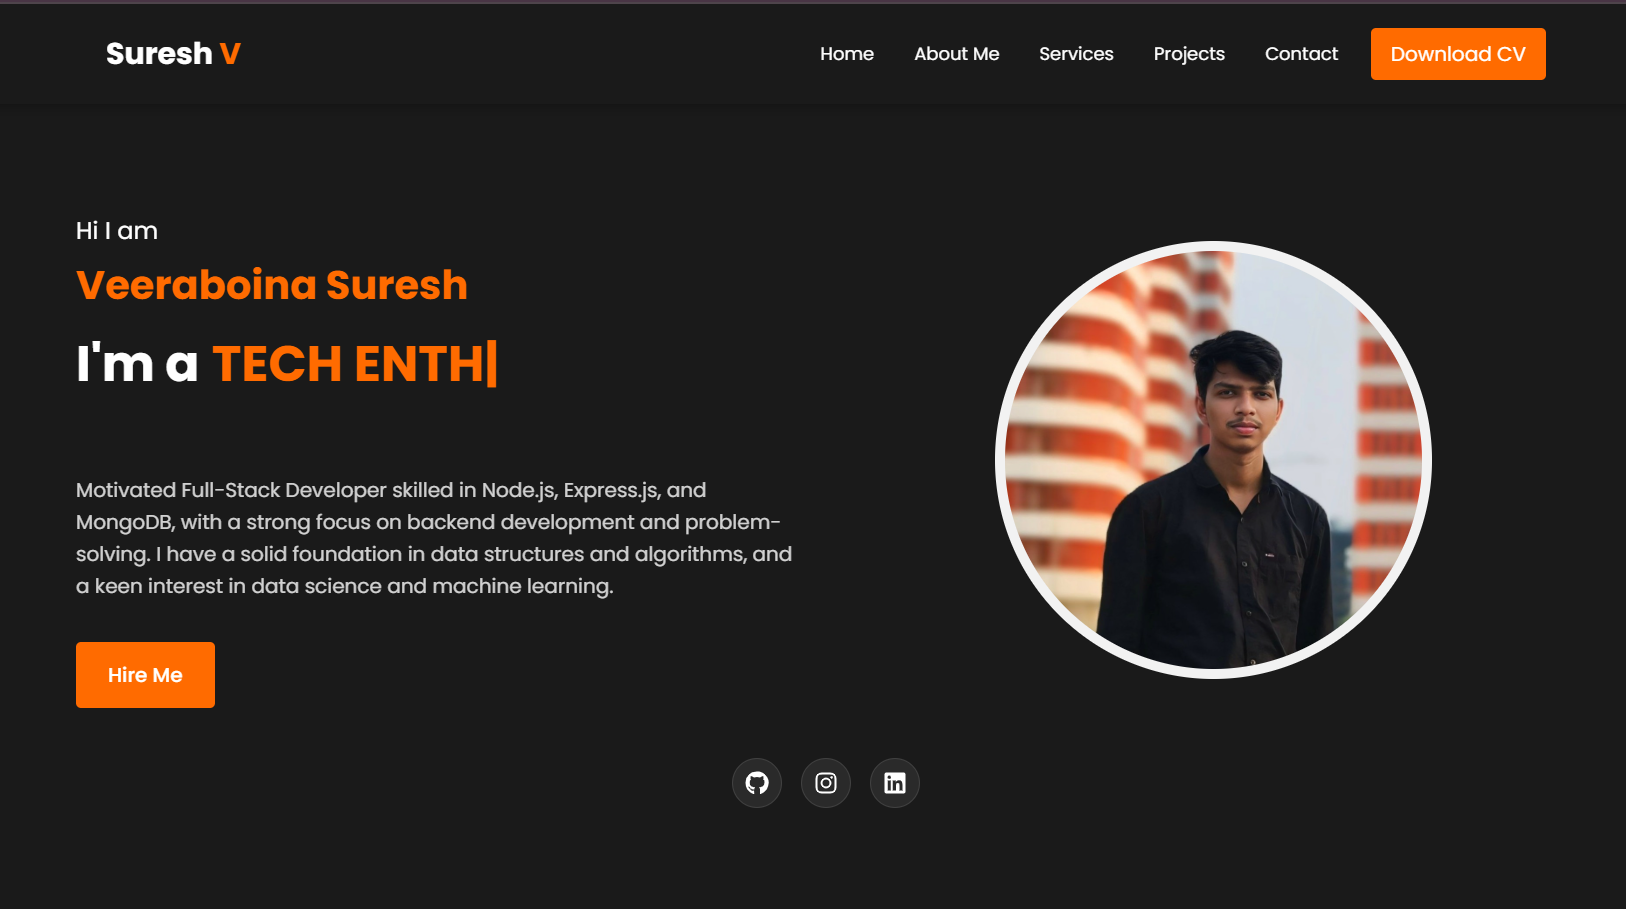 Suresh V
Home
About Me
Services
Projects
Contact
Download CV
Hi I am
Veeraboina Suresh
I'm a TECH ENTH|
Motivated Full-Stack Developer skilled in Node.js, Express.js, and
MongoDB, with a strong focus on backend development and problem-
solving. I have a solid foundation in data structures and algorithms, and
a keen interest in data science and machine learning.
Hire Me